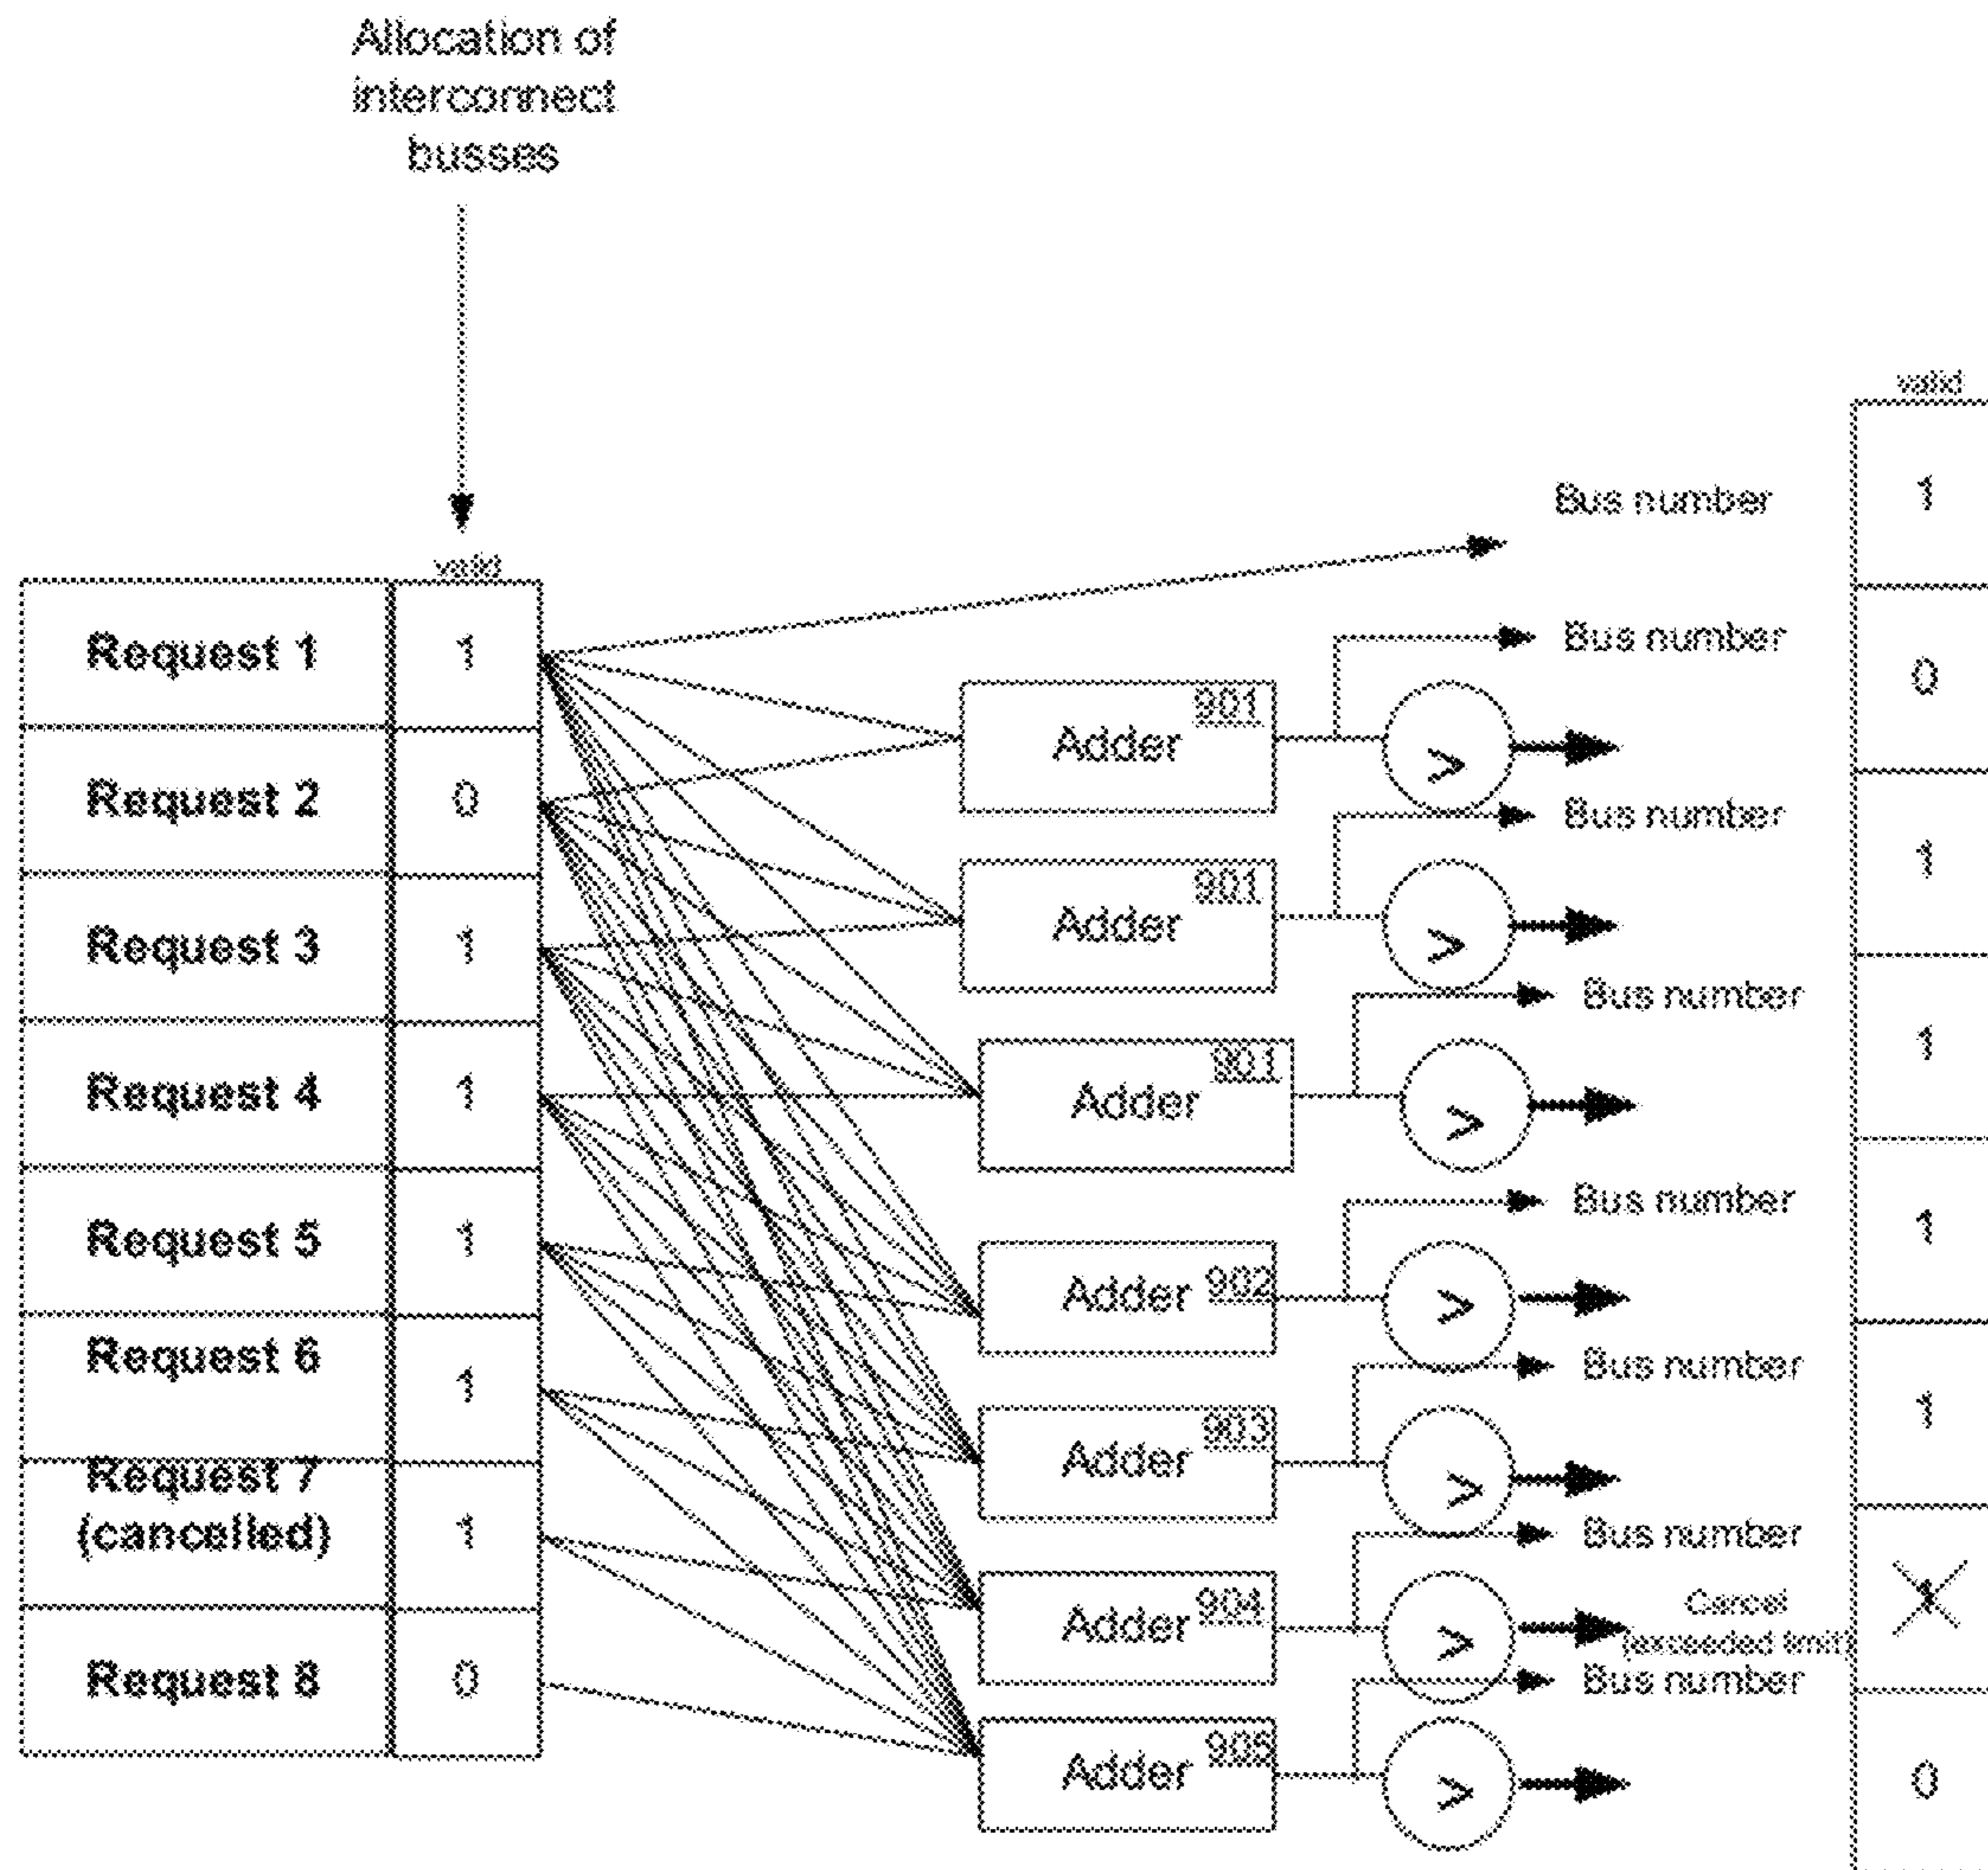 Allocation of
interconnect
busses
valid
Request 1 1
Request 2 0
Request 3 1
Request 4 1
Request 5 1
Request 6 1
Request 7
(cancelled) 1
Request 8 0
Bus number
Adder 901 > Bus number
Adder 901 > Bus number
Adder 901 > Bus number
Adder 902 > Bus number
Adder 903 > Bus number
Adder 904 > Bus number
Cancel
(exceeded limit)
Adder 905 > Bus number
valid
1
0
1
1
1
1
1
0